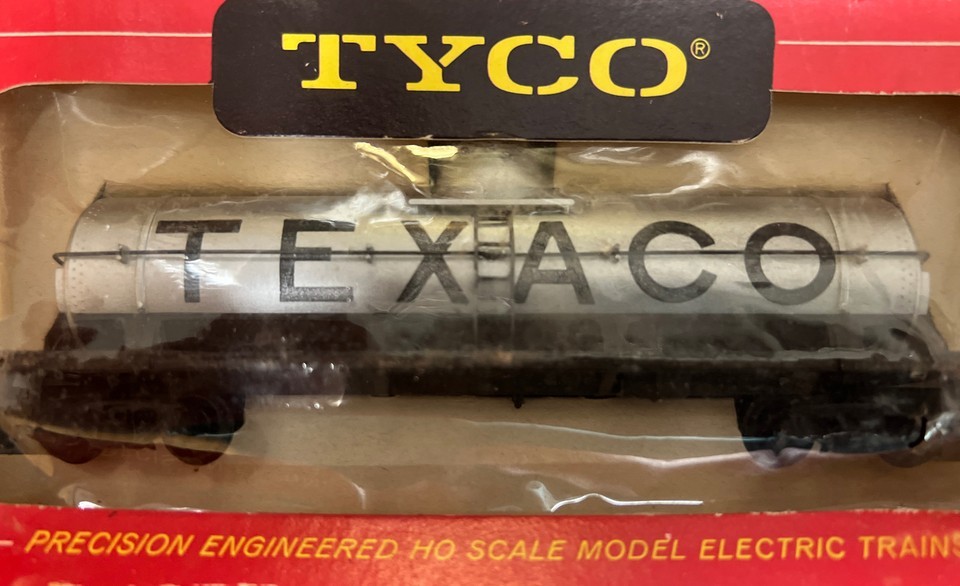 TYCO®
TEXACO
PRECISION ENGINEERED HO SCALE MODEL ELECTRIC TRAINS